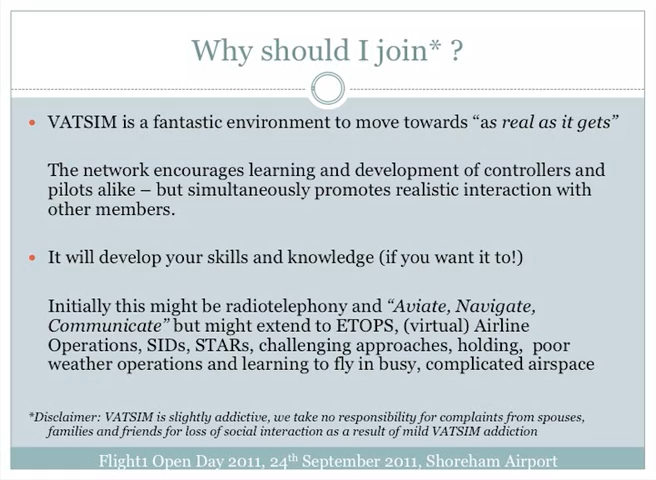 Why should I join* ?
• VATSIM is a fantastic environment to move towards “as real as it gets”
The network encourages learning and development of controllers and
pilots alike – but simultaneously promotes realistic interaction with
other members.
• It will develop your skills and knowledge (if you want it to!)
Initially this might be radiotelephony and “Aviate, Navigate,
Communicate” but might extend to ETOPS, (virtual) Airline
Operations, SIDs, STARs, challenging approaches, holding, poor
weather operations and learning to fly in busy, complicated airspace
*Disclaimer: VATSIM is slightly addictive, we take no responsibility for complaints from spouses,
families and friends for loss of social interaction as a result of mild VATSIM addiction
Flight1 Open Day 2011, 24th September 2011, Shoreham Airport